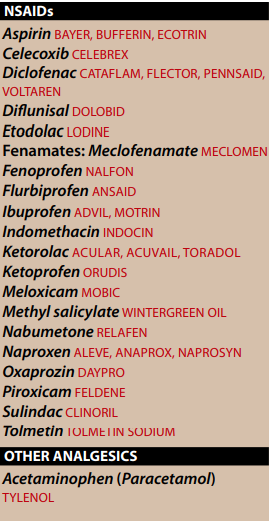 NSAIDs
Aspirin BAYER, BUFFERIN, ECOTRIN
Celecoxib CELEBREX
Diclofenac CATAFLAM, FLECTOR, PENNSAID,
VOLTAREN
Diflunisal DOLOBID
Etodolac LODINE
Fenamates: Meclofenamate MECLOMEN
Fenoprofen NALFON
Flurbiprofen ANSAID
Ibuprofen ADVIL, MOTRIN
Indomethacin INDOCIN
Ketorolac ACULAR, ACUVAIL, TORADOL
Ketoprofen ORUDIS
Meloxicam MOBIC
Methyl salicylate WINTERGREEN OIL
Nabumetone RELAFEN
Naproxen ALEVE, ANAPROX, NAPROSYN
Oxaprozin DAYPRO
Piroxicam FELDENE
Sulindac CLINORIL
Tolmetin TOLMETIN SODIUM
OTHER ANALGESICS
Acetaminophen (Paracetamol)
TYLENOL